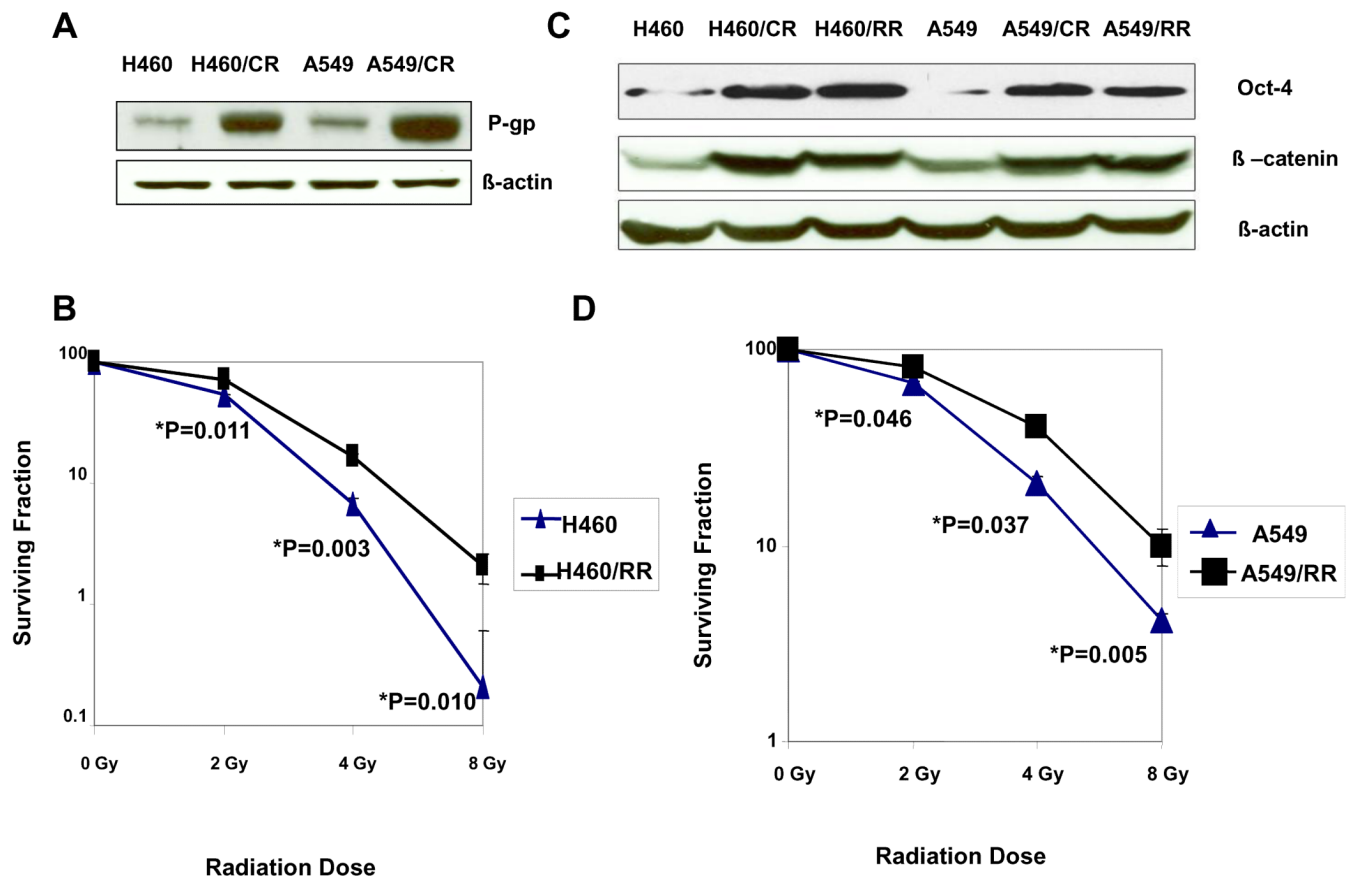 A
H460 H460/CR A549 A549/CR
P-gp
ß-actin
C
H460 H460/CR H460/RR A549 A549/CR A549/RR
Oct-4
ß –catenin
ß-actin
B
Surviving Fraction
100
10
1
0.1
*P=0.011
*P=0.003
*P=0.010
0 Gy 2 Gy 4 Gy 8 Gy
Radiation Dose
H460
H460/RR
D
Surviving Fraction
100
10
1
*P=0.046
*P=0.037
*P=0.005
0 Gy 2 Gy 4 Gy 8 Gy
Radiation Dose
A549
A549/RR